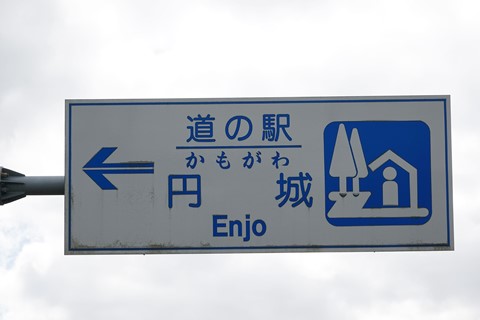 道の駅
かもがわ
円城
Enjo